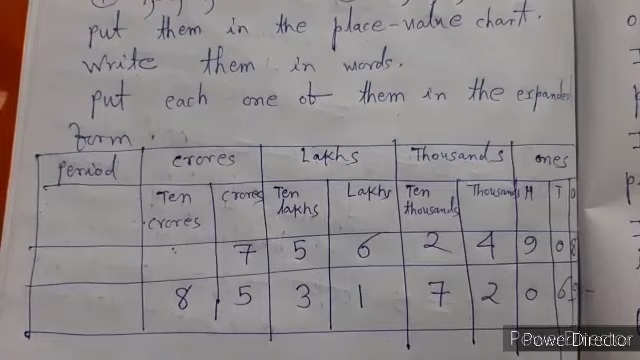 put them in the place-value chart.
Write them in words.
put each one of them in the expanded
form.
Period crores Lakhs Thousands ones
Ten crores crores Ten lakhs Lakhs Ten thousands Thousands H T O
7 5 6 2 4 9 0 8
8 5 3 1 7 2 0 6
PowerDirector